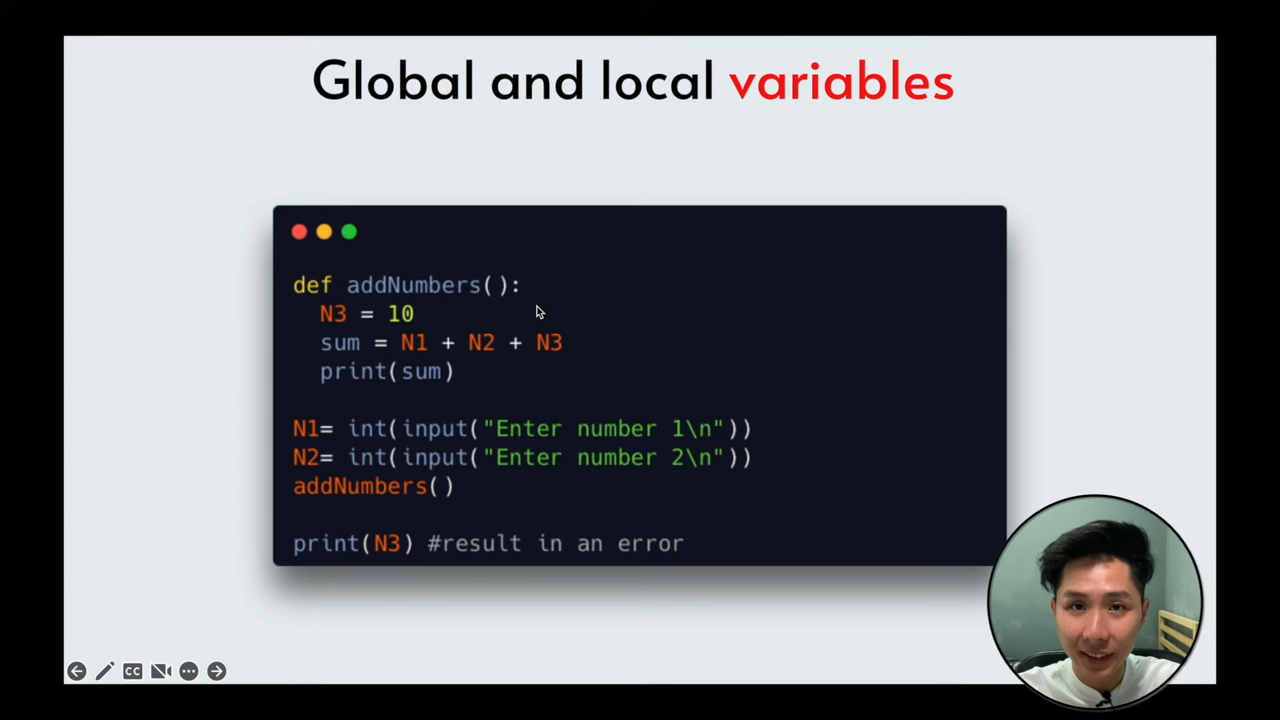 Global and local variables
def addNumbers():
  N3 = 10
  sum = N1 + N2 + N3
  print(sum)
N1= int(input("Enter number 1\n"))
N2= int(input("Enter number 2\n"))
addNumbers()
print(N3) #result in an error
CC